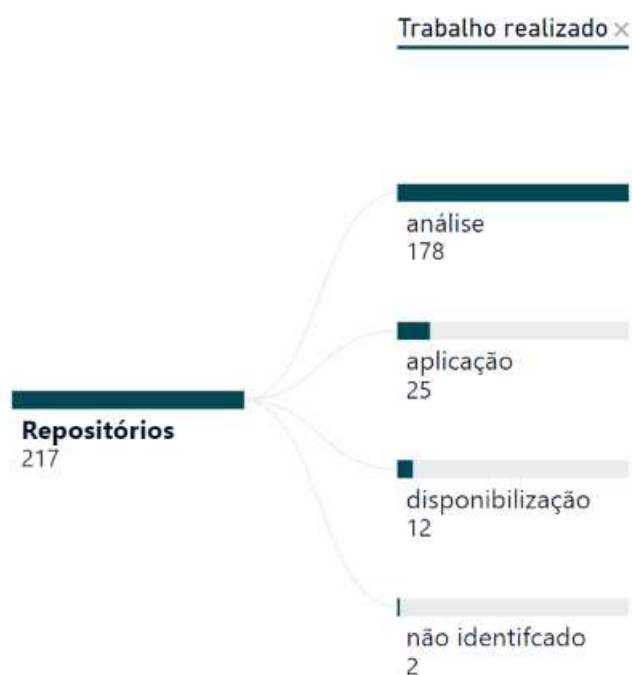 Trabalho realizado ×
análise
178
aplicação
25
Repositórios
217
disponibilização
12
não identifcado
2